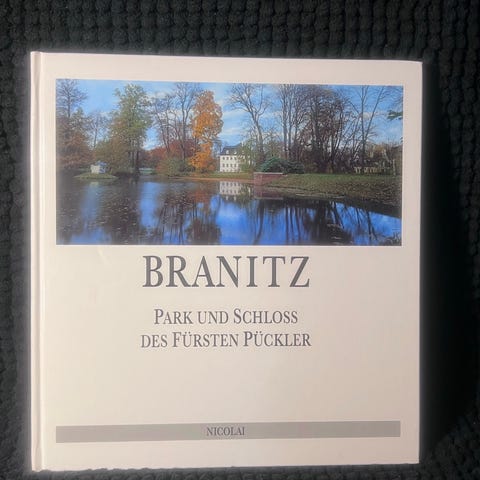 BRANITZ
PARK UND SCHLOSS
DES FÜRSTEN PÜCKLER
NICOLAI